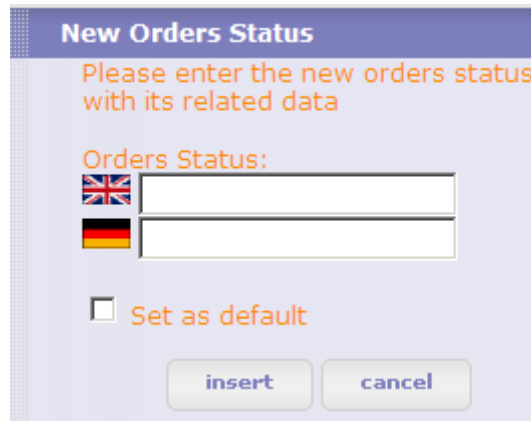 New Orders Status
Please enter the new orders status
with its related data
Orders Status:
Set as default
insert cancel